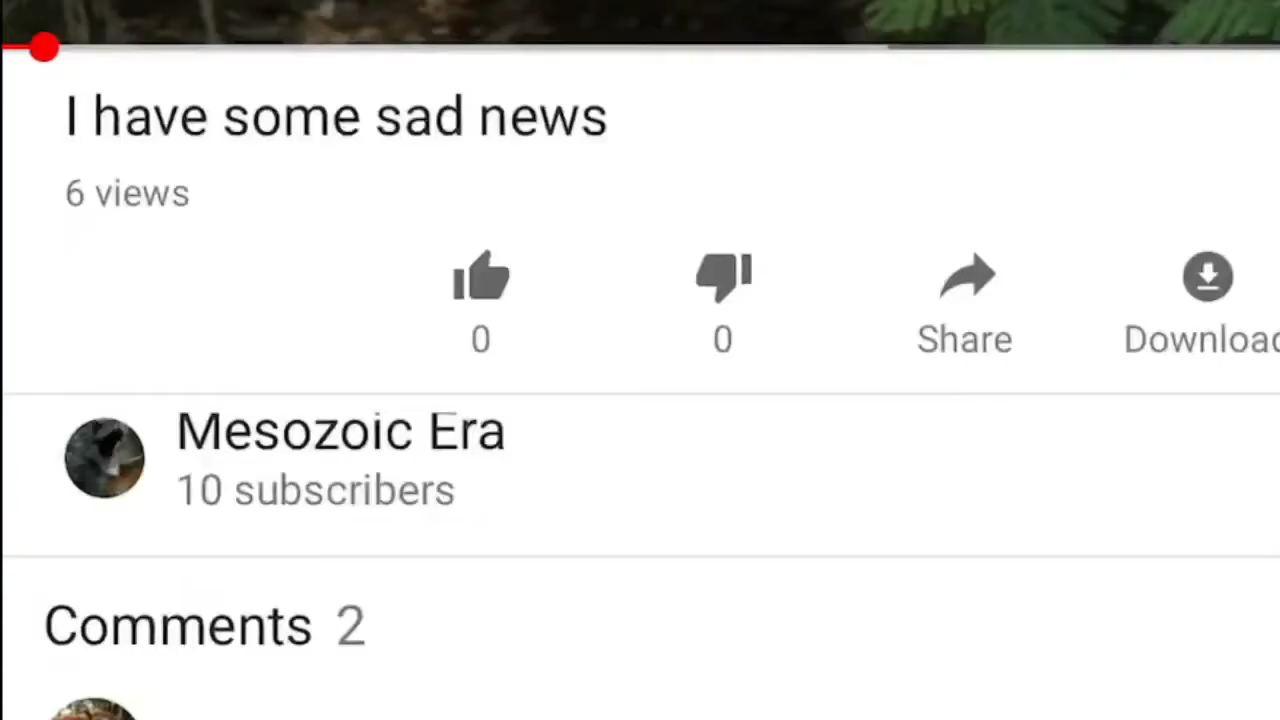 I have some sad news
6 views
0 0 Share Download
Mesozoic Era
10 subscribers
Comments 2